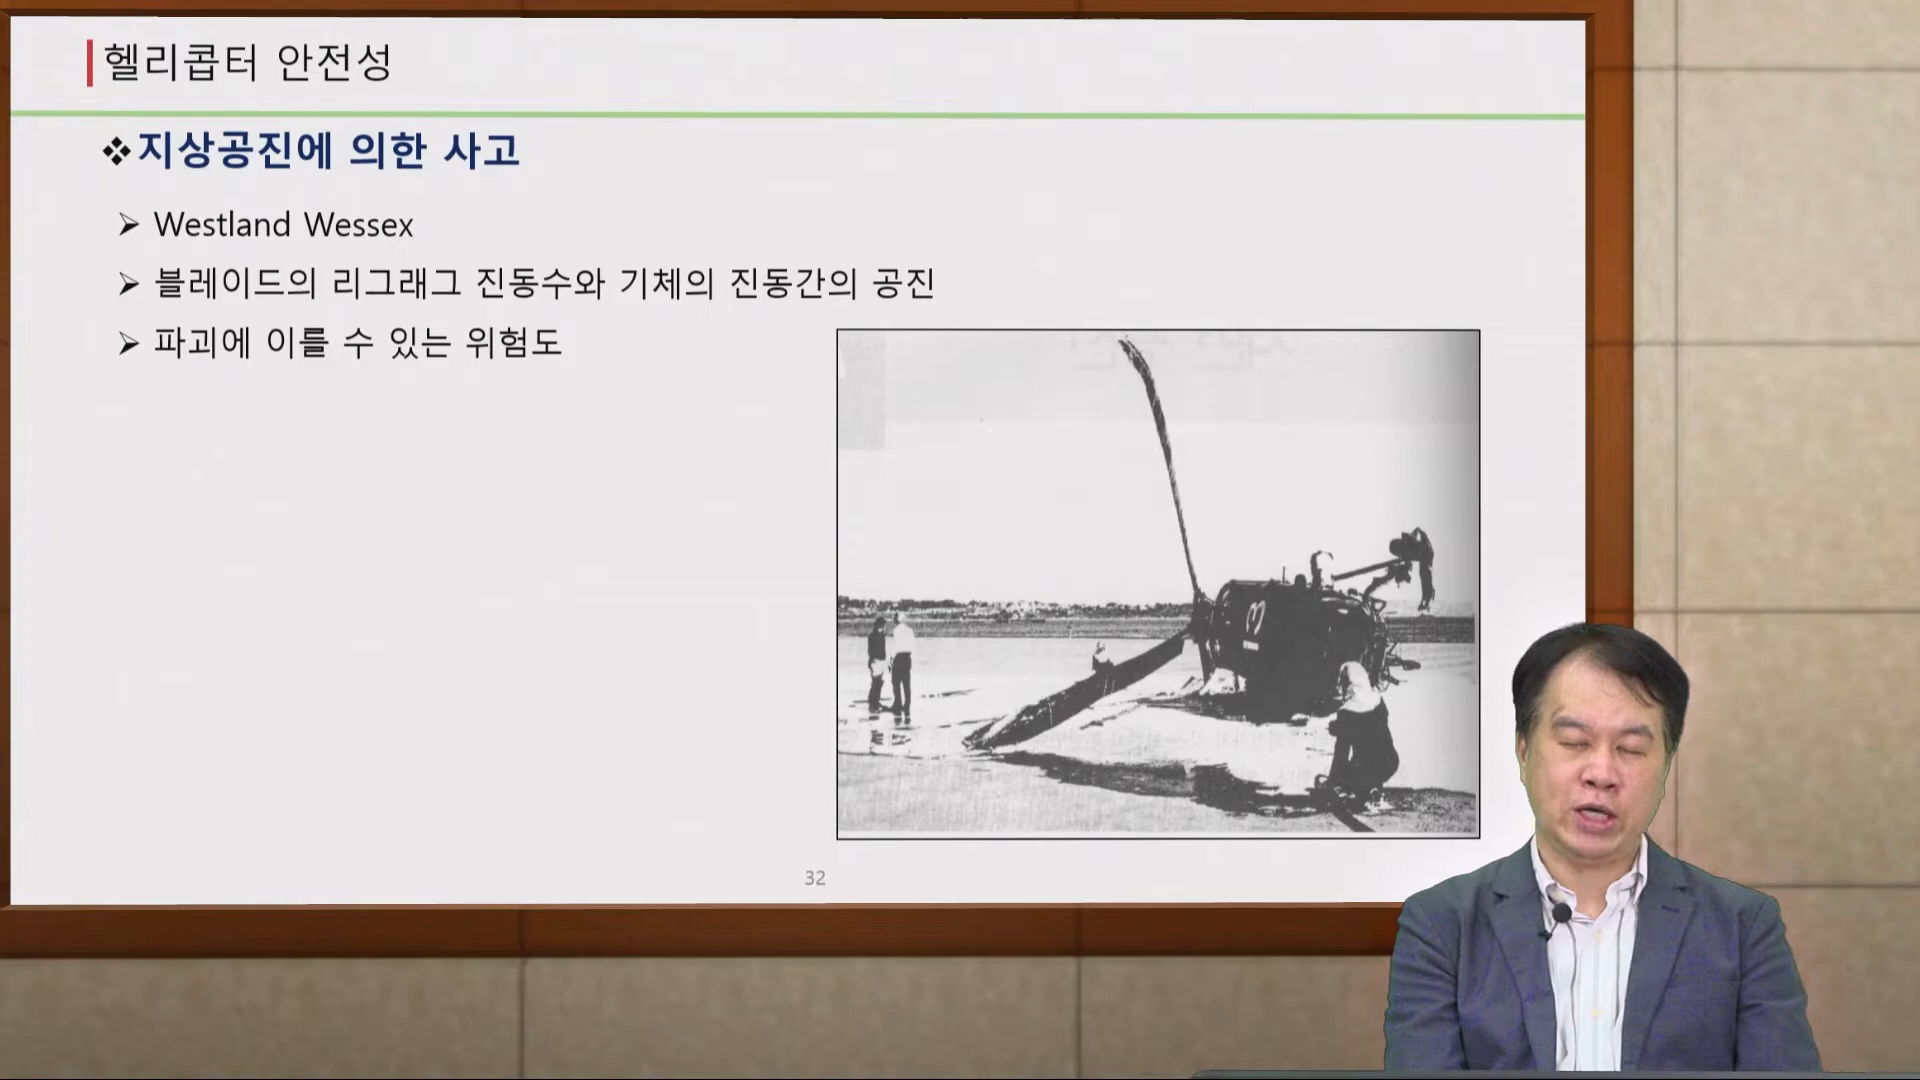 헬리콥터 안전성
❖지상공진에 의한 사고
➢ Westland Wessex
➢ 블레이드의 리그래그 진동수와 기체의 진동간의 공진
➢ 파괴에 이를 수 있는 위험도
32